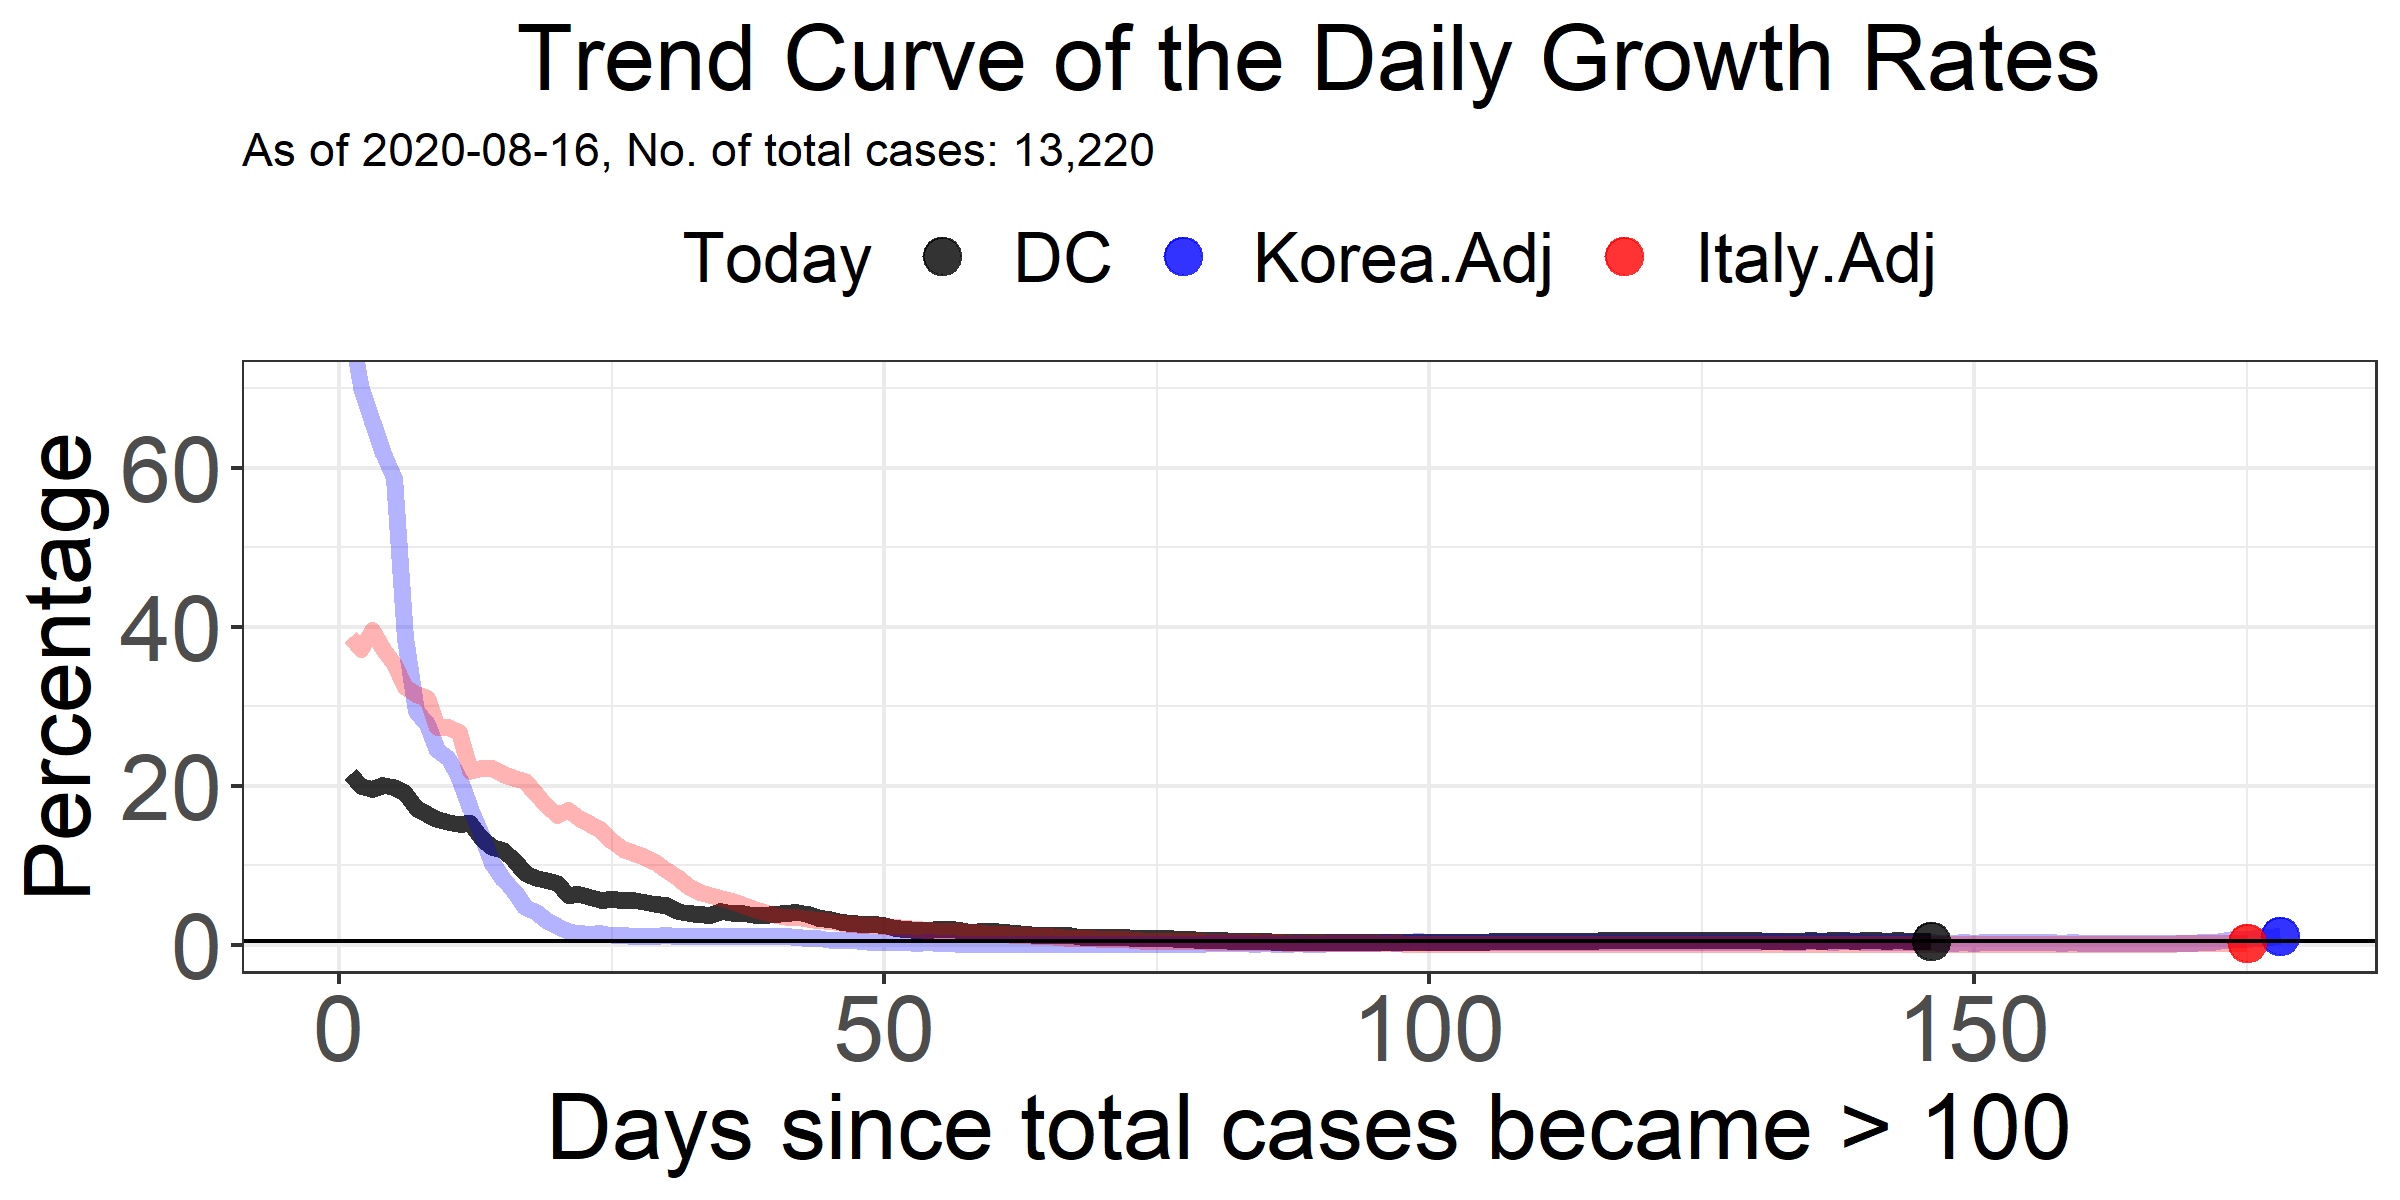 Trend Curve of the Daily Growth Rates
As of 2020-08-16, No. of total cases: 13,220
Today DC Korea.Adj Italy.Adj
Percentage
60
40
20
0
0 50 100 150
Days since total cases became > 100